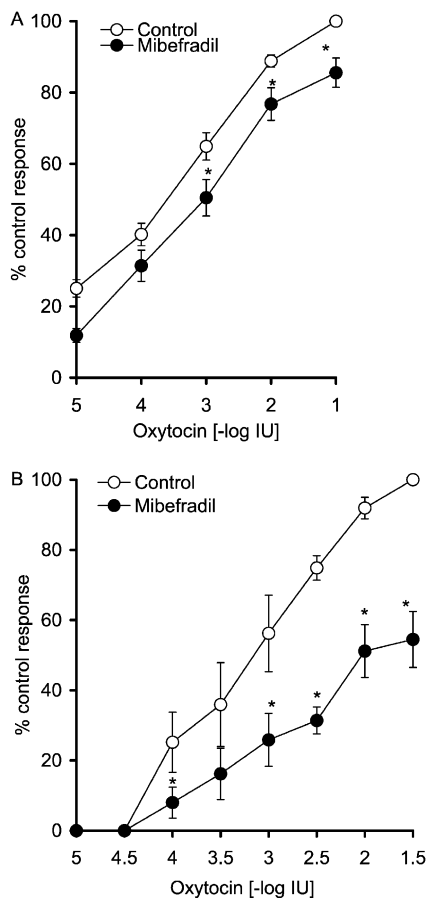 A
Control
Mibefradil
% control response
100
80
60
40
20
0
*
*
*
5 4 3 2 1
Oxytocin [-log IU]
B
Control
Mibefradil
% control response
100
80
60
40
20
0
*
*
*
*
*
5 4.5 4 3.5 3 2.5 2 1.5
Oxytocin [-log IU]